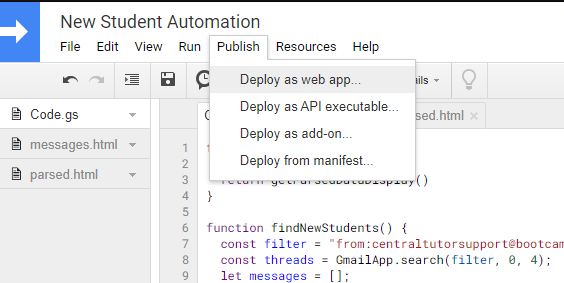 New Student Automation
File Edit View Run Publish Resources Help
Deploy as web app...
Deploy as API executable...
Deploy as add-on...
Deploy from manifest...
Code.gs
messages.html
parsed.html
1
2
3 return getParsedDataDisplay()
4 }
5
6 function findNewStudents() {
7 const filter = "from:centraltutorsupport@bootcam
8 const threads = GmailApp.search(filter, 0, 4);
9 let messages = [];